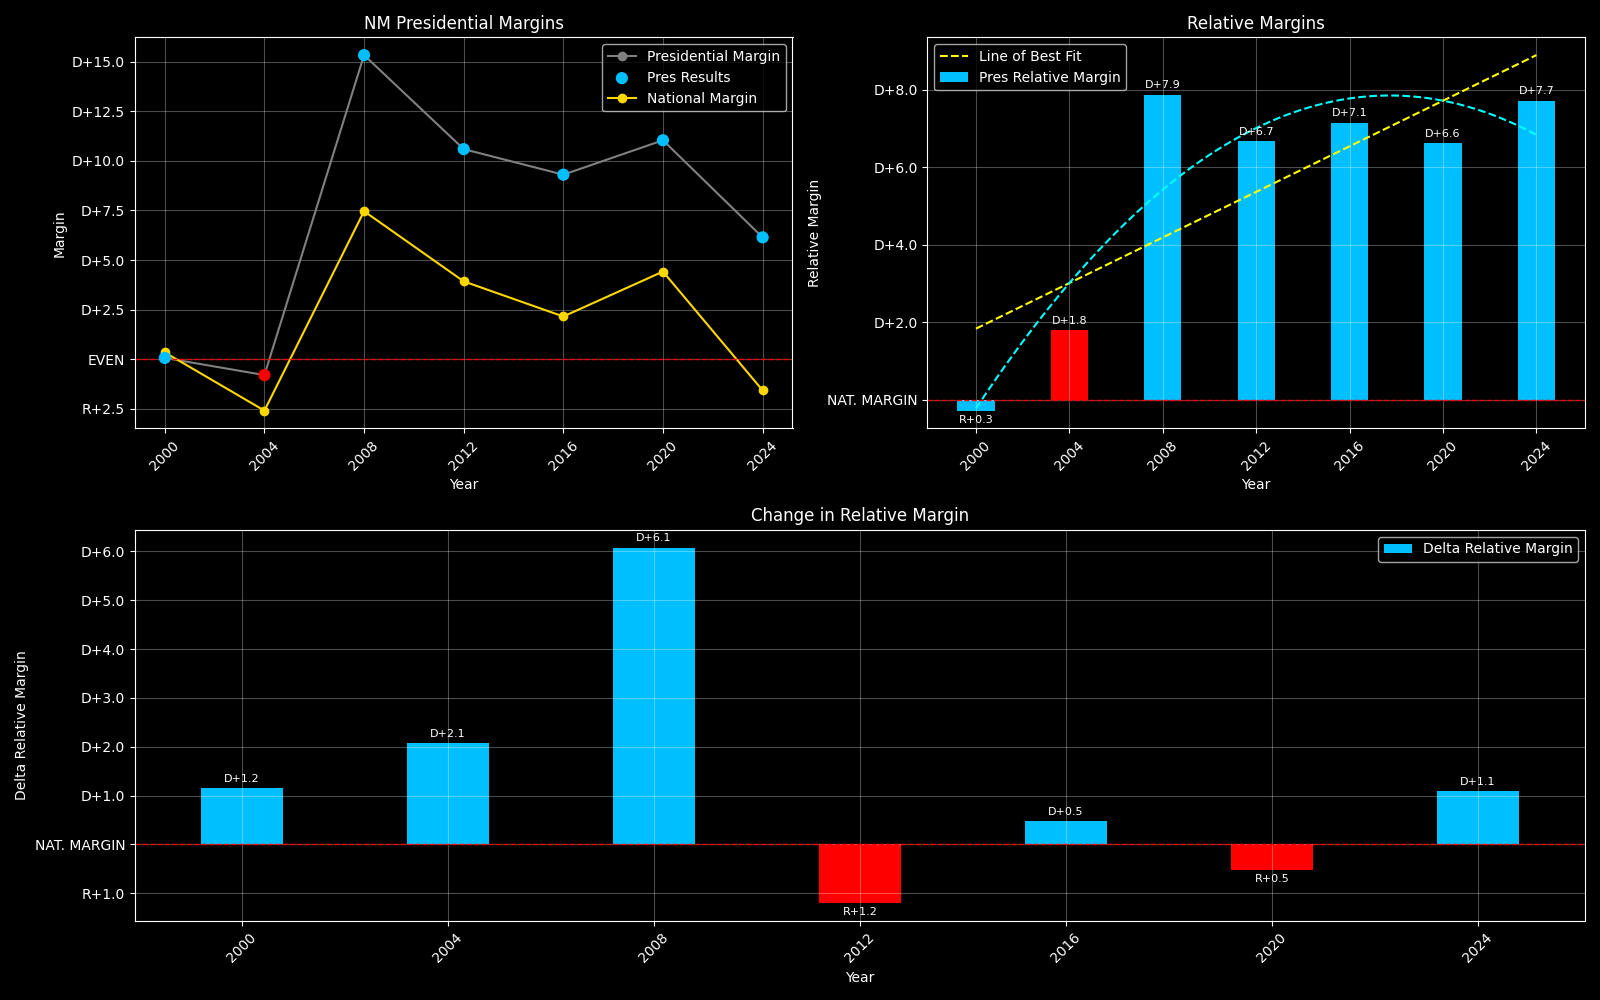 NM Presidential Margins
Presidential Margin
Pres Results
National Margin
Margin
D+15.0
D+12.5
D+10.0
D+7.5
D+5.0
D+2.5
EVEN
R+2.5
2000
2004
2008
2012
2016
2020
2024
Year
Relative Margins
Line of Best Fit
Pres Relative Margin
Relative Margin
D+8.0
D+6.0
D+4.0
D+2.0
NAT. MARGIN
R+0.3
D+1.8
D+7.9
D+6.7
D+7.1
D+6.6
D+7.7
2000
2004
2008
2012
2016
2020
2024
Year
Change in Relative Margin
Delta Relative Margin
Delta Relative Margin
D+6.0
D+5.0
D+4.0
D+3.0
D+2.0
D+1.0
NAT. MARGIN
R+1.0
D+1.2
D+2.1
D+6.1
R+1.2
D+0.5
R+0.5
D+1.1
2000
2004
2008
2012
2016
2020
2024
Year